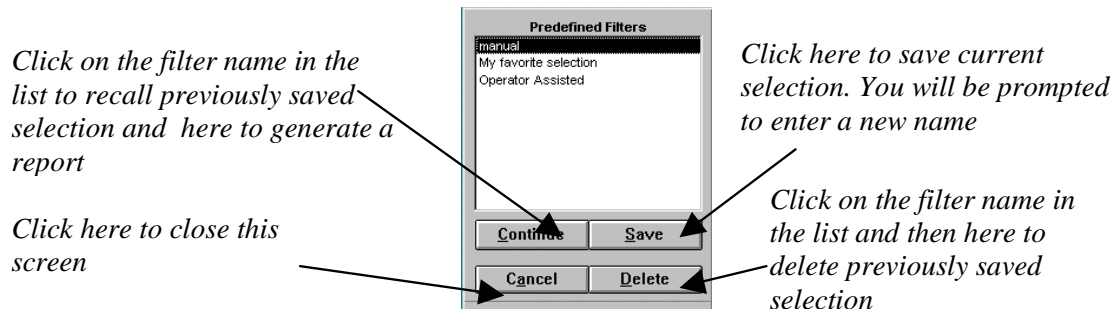 Click on the filter name in the
list to recall previously saved
selection and here to generate a
report
Click here to close this
screen
Predefined Filters
manual
My favorite selection
Operator Assisted
Continue
Save
Cancel
Delete
Click here to save current
selection. You will be prompted
to enter a new name
Click on the filter name in
the list and then here to
delete previously saved
selection